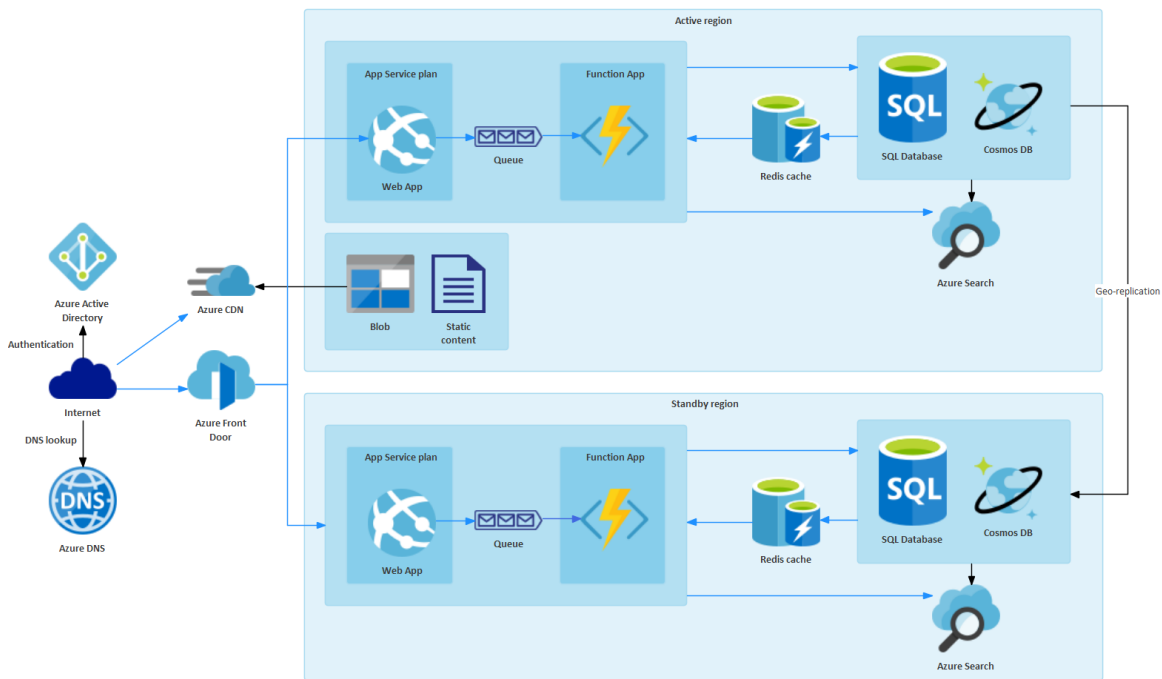 Active region
App Service plan
Web App
Queue
Function App
Redis cache
SQL
SQL Database
Cosmos DB
Azure Search
Geo-replication
Blob
Static
content
Azure Active
Directory
Authentication
Internet
DNS lookup
DNS
Azure DNS
Azure CDN
Azure Front
Door
Standby region
App Service plan
Web App
Queue
Function App
Redis cache
SQL
SQL Database
Cosmos DB
Azure Search